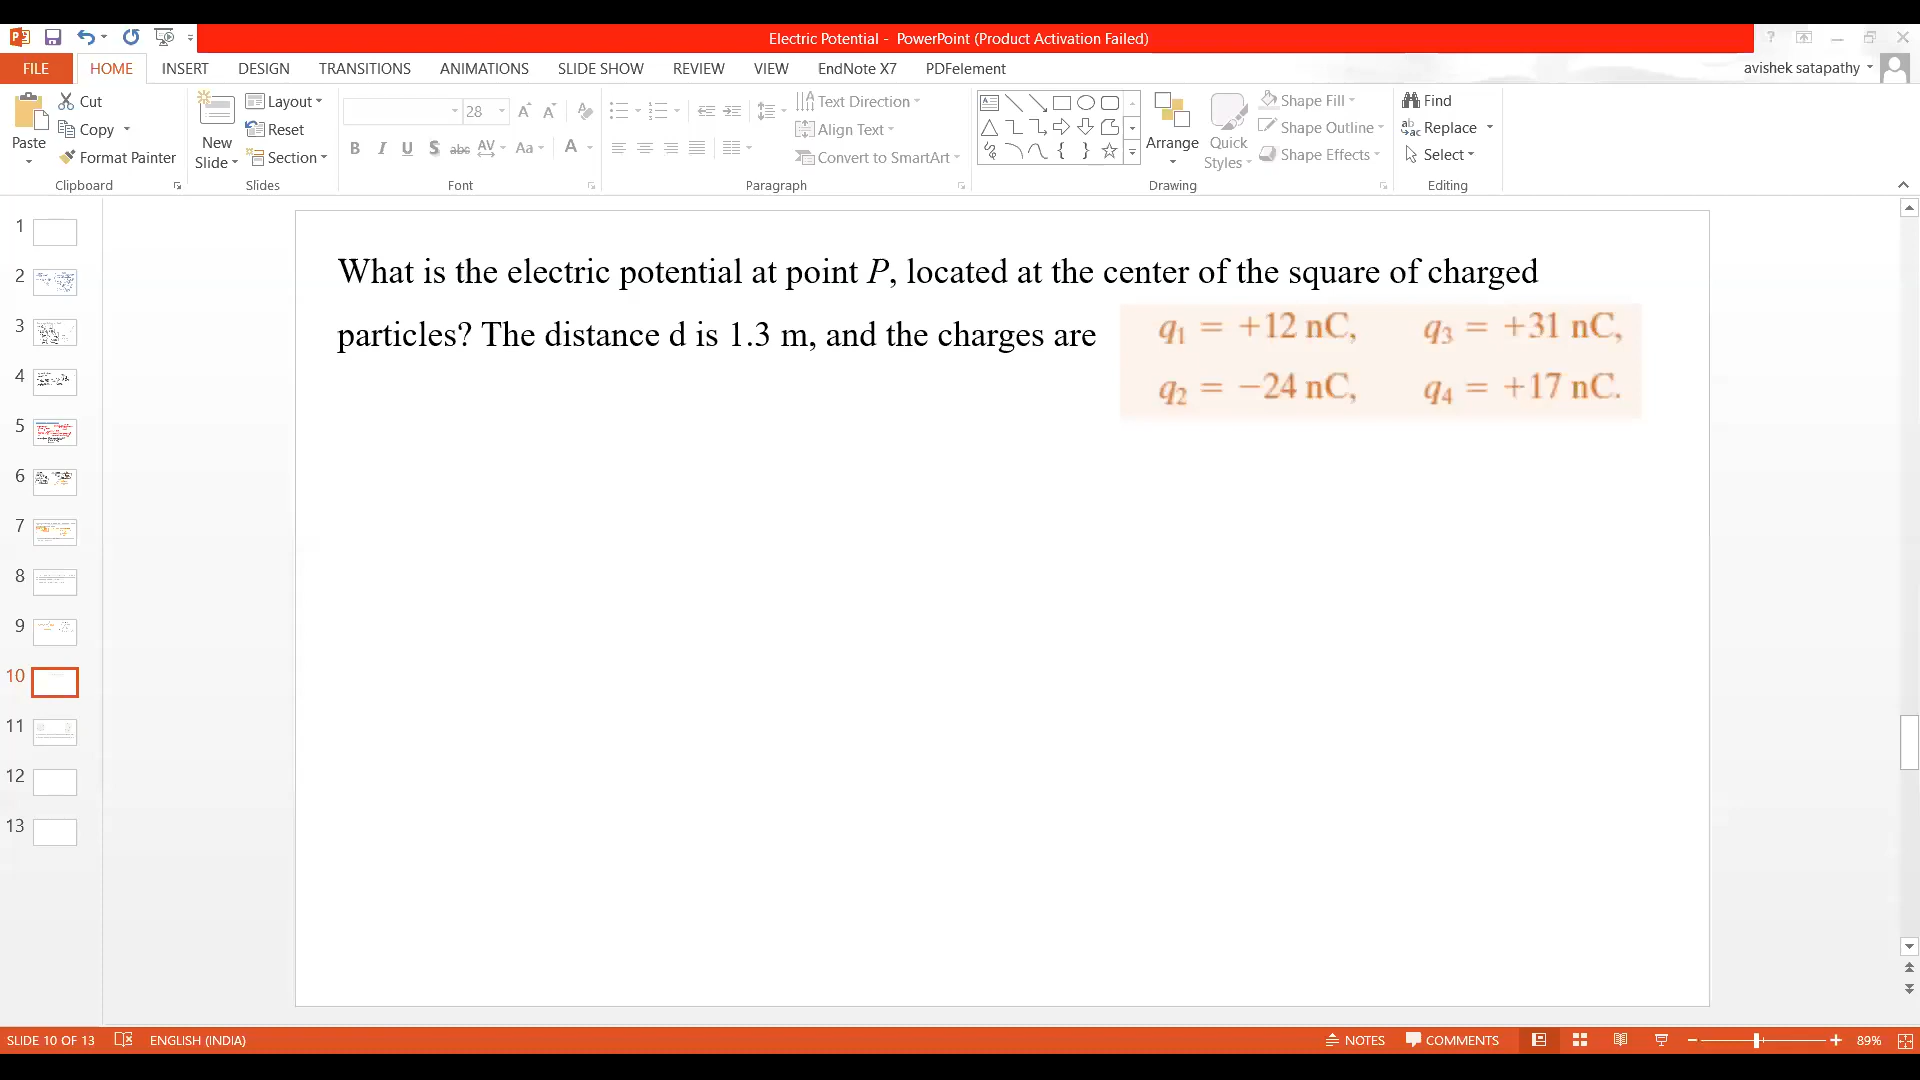 Electric Potential - PowerPoint (Product Activation Failed)
FILE HOME INSERT DESIGN TRANSITIONS ANIMATIONS SLIDE SHOW REVIEW VIEW EndNote X7 PDFelement avishek satapathy
Paste
Cut
Copy
Format Painter
Clipboard
New Slide
Layout
Reset
Section
Slides
28
B I U S abc AV Aa A
Font
Text Direction
Align Text
Convert to SmartArt
Paragraph
Arrange
Quick Styles
Shape Fill
Shape Outline
Shape Effects
Drawing
Find
Replace
Select
Editing
1
2
3
4
5
6
7
8
9
10
11
12
13
What is the electric potential at point P, located at the center of the square of charged
particles? The distance d is 1.3 m, and the charges are
q₁ = +12 nC, q₃ = +31 nC,
q₂ = −24 nC, q₄ = +17 nC.
SLIDE 10 OF 13 ENGLISH (INDIA) NOTES COMMENTS 89%